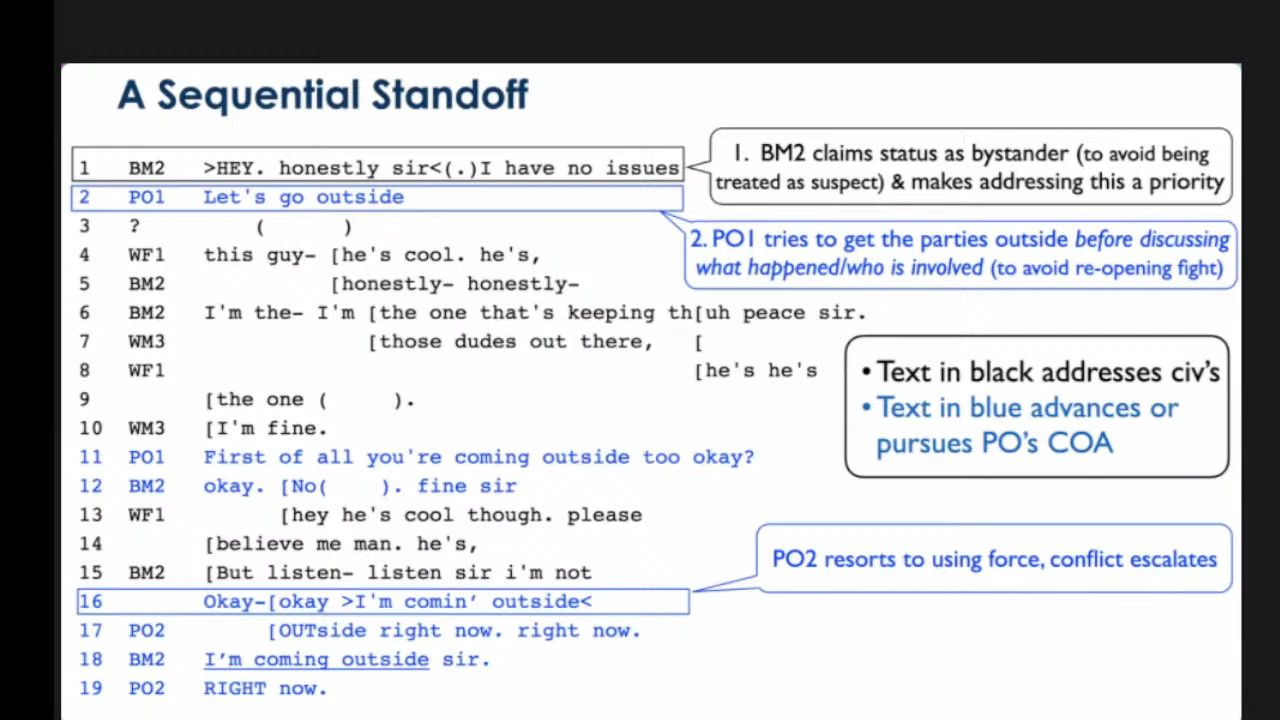 A Sequential Standoff
1 BM2 >HEY. honestly sir<(.)I have no issues
2 PO1 Let's go outside
3 ? ( )
4 WF1 this guy- [he's cool. he's,
5 BM2 [honestly- honestly-
6 BM2 I'm the- I'm [the one that's keeping th[uh peace sir.
7 WM3 [those dudes out there, [
8 WF1 [he's he's
9 [the one ( ).
10 WM3 [I'm fine.
11 PO1 First of all you're coming outside too okay?
12 BM2 okay. [No( ). fine sir
13 WF1 [hey he's cool though. please
14 [believe me man. he's,
15 BM2 [But listen- listen sir i'm not
16 Okay-[okay >I'm comin’ outside<
17 PO2 [OUTside right now. right now.
18 BM2 I’m coming outside sir.
19 PO2 RIGHT now.
1. BM2 claims status as bystander (to avoid being
treated as suspect) & makes addressing this a priority
2. PO1 tries to get the parties outside before discussing
what happened/who is involved (to avoid re-opening fight)
• Text in black addresses civ’s
• Text in blue advances or
pursues PO’s COA
PO2 resorts to using force, conflict escalates